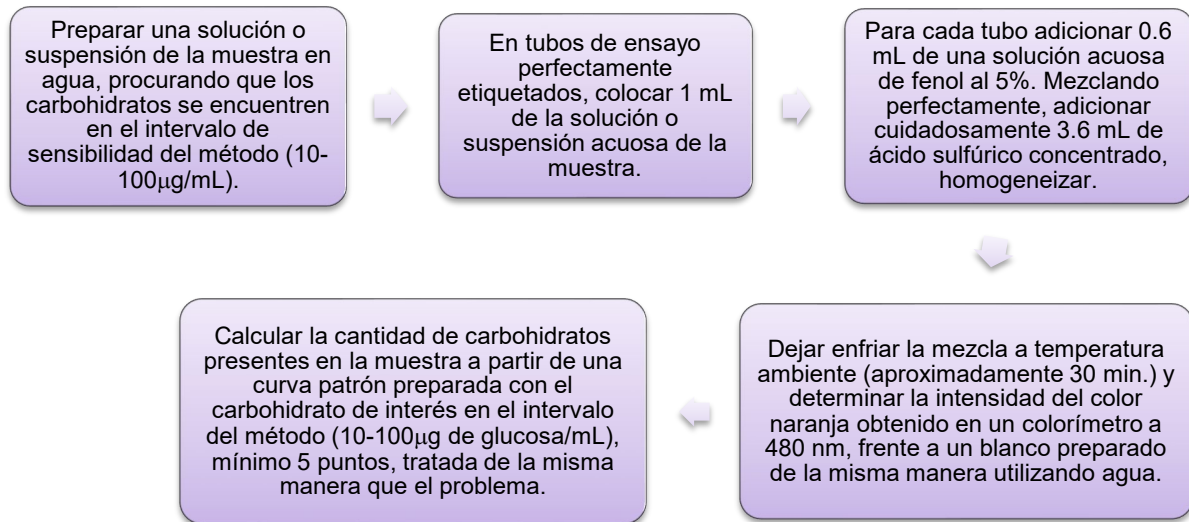 Preparar una solución o
suspensión de la muestra en
agua, procurando que los
carbohidratos se encuentren
en el intervalo de
sensibilidad del método (10-
100μg/mL).
En tubos de ensayo
perfectamente
etiquetados, colocar 1 mL
de la solución o
suspensión acuosa de la
muestra.
Para cada tubo adicionar 0.6
mL de una solución acuosa
de fenol al 5%. Mezclando
perfectamente, adicionar
cuidadosamente 3.6 mL de
ácido sulfúrico concentrado,
homogeneizar.
Dejar enfriar la mezcla a temperatura
ambiente (aproximadamente 30 min.) y
determinar la intensidad del color
naranja obtenido en un colorímetro a
480 nm, frente a un blanco preparado
de la misma manera utilizando agua.
Calcular la cantidad de carbohidratos
presentes en la muestra a partir de una
curva patrón preparada con el
carbohidrato de interés en el intervalo
del método (10-100μg de glucosa/mL),
mínimo 5 puntos, tratada de la misma
manera que el problema.